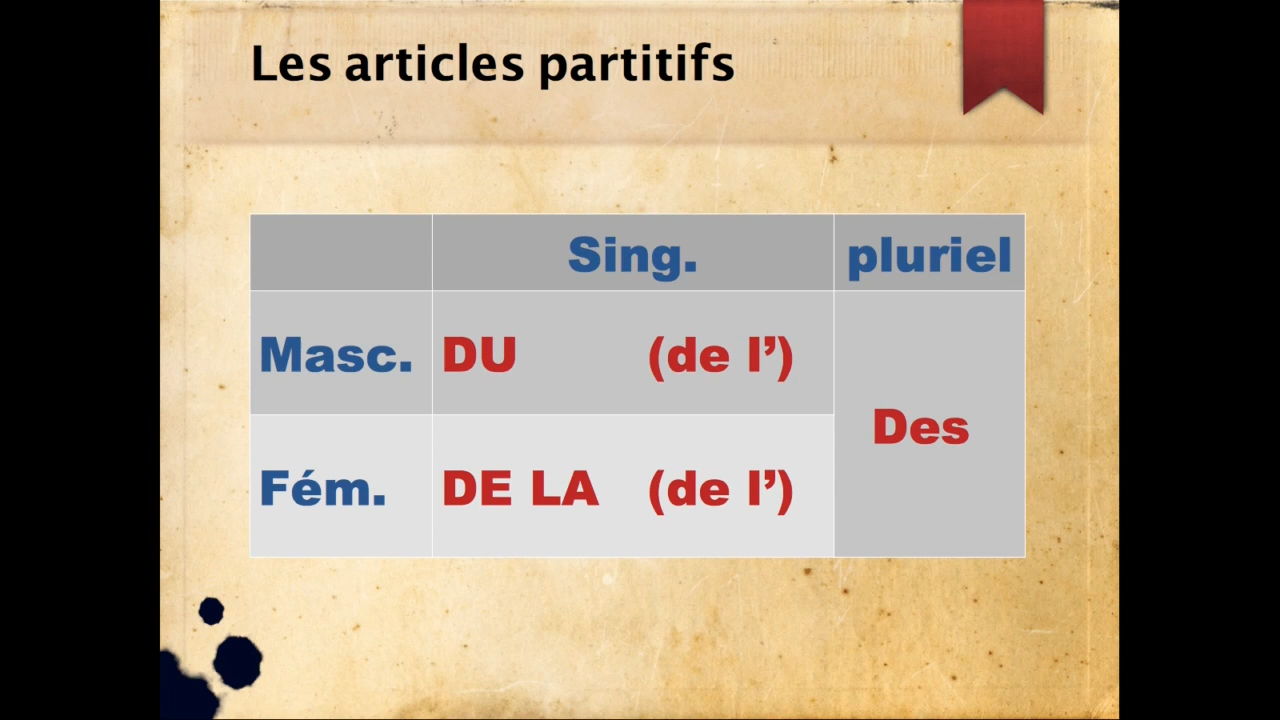 Les articles partitifs
Sing. pluriel
Masc. DU (de l’)
Des
Fém. DE LA (de l’)